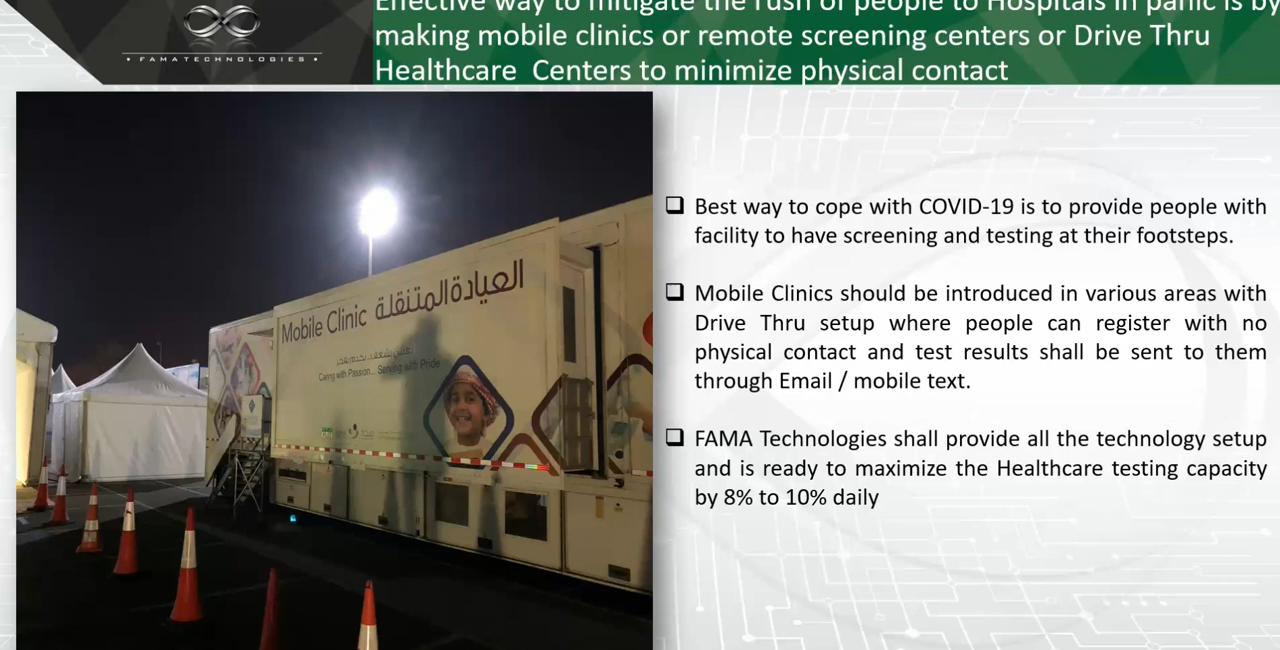 Effective way to mitigate the rush of people to Hospitals in panic is by
making mobile clinics or remote screening centers or Drive Thru
Healthcare Centers to minimize physical contact
• FAMATECHNOLOGIES •
Mobile Clinic العيادة المتنقلة
Caring with Passion... Serving with Pride
❑ Best way to cope with COVID-19 is to provide people with
facility to have screening and testing at their footsteps.
❑ Mobile Clinics should be introduced in various areas with
Drive Thru setup where people can register with no
physical contact and test results shall be sent to them
through Email / mobile text.
❑ FAMA Technologies shall provide all the technology setup
and is ready to maximize the Healthcare testing capacity
by 8% to 10% daily